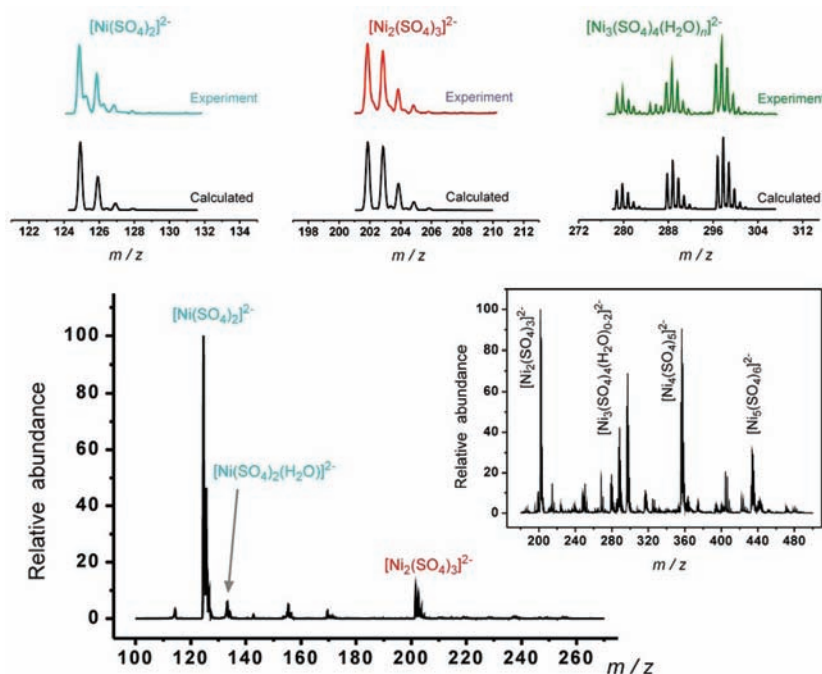 [Ni(SO₄)₂]²⁻
Experiment
Calculated
122 124 126 128 130 132 134
m / z
[Ni₂(SO₄)₃]²⁻
Experiment
Calculated
198 200 202 204 206 208 210 212
m / z
[Ni₃(SO₄)₄(H₂O)ₙ]²⁻
Experiment
Calculated
272 280 288 296 304 312
m / z
Relative abundance
100
80
60
40
20
0
[Ni(SO₄)₂]²⁻
[Ni(SO₄)₂(H₂O)]²⁻
[Ni₂(SO₄)₃]²⁻
100 120 140 160 180 200 220 240 260
m / z
Relative abundance
100
80
60
40
20
0
[Ni₂(SO₄)₃]²⁻
[Ni₃(SO₄)₄(H₂O)₀₋₂]²⁻
[Ni₄(SO₄)₅]²⁻
[Ni₅(SO₄)₆]²⁻
200 240 280 320 360 400 440 480
m / z